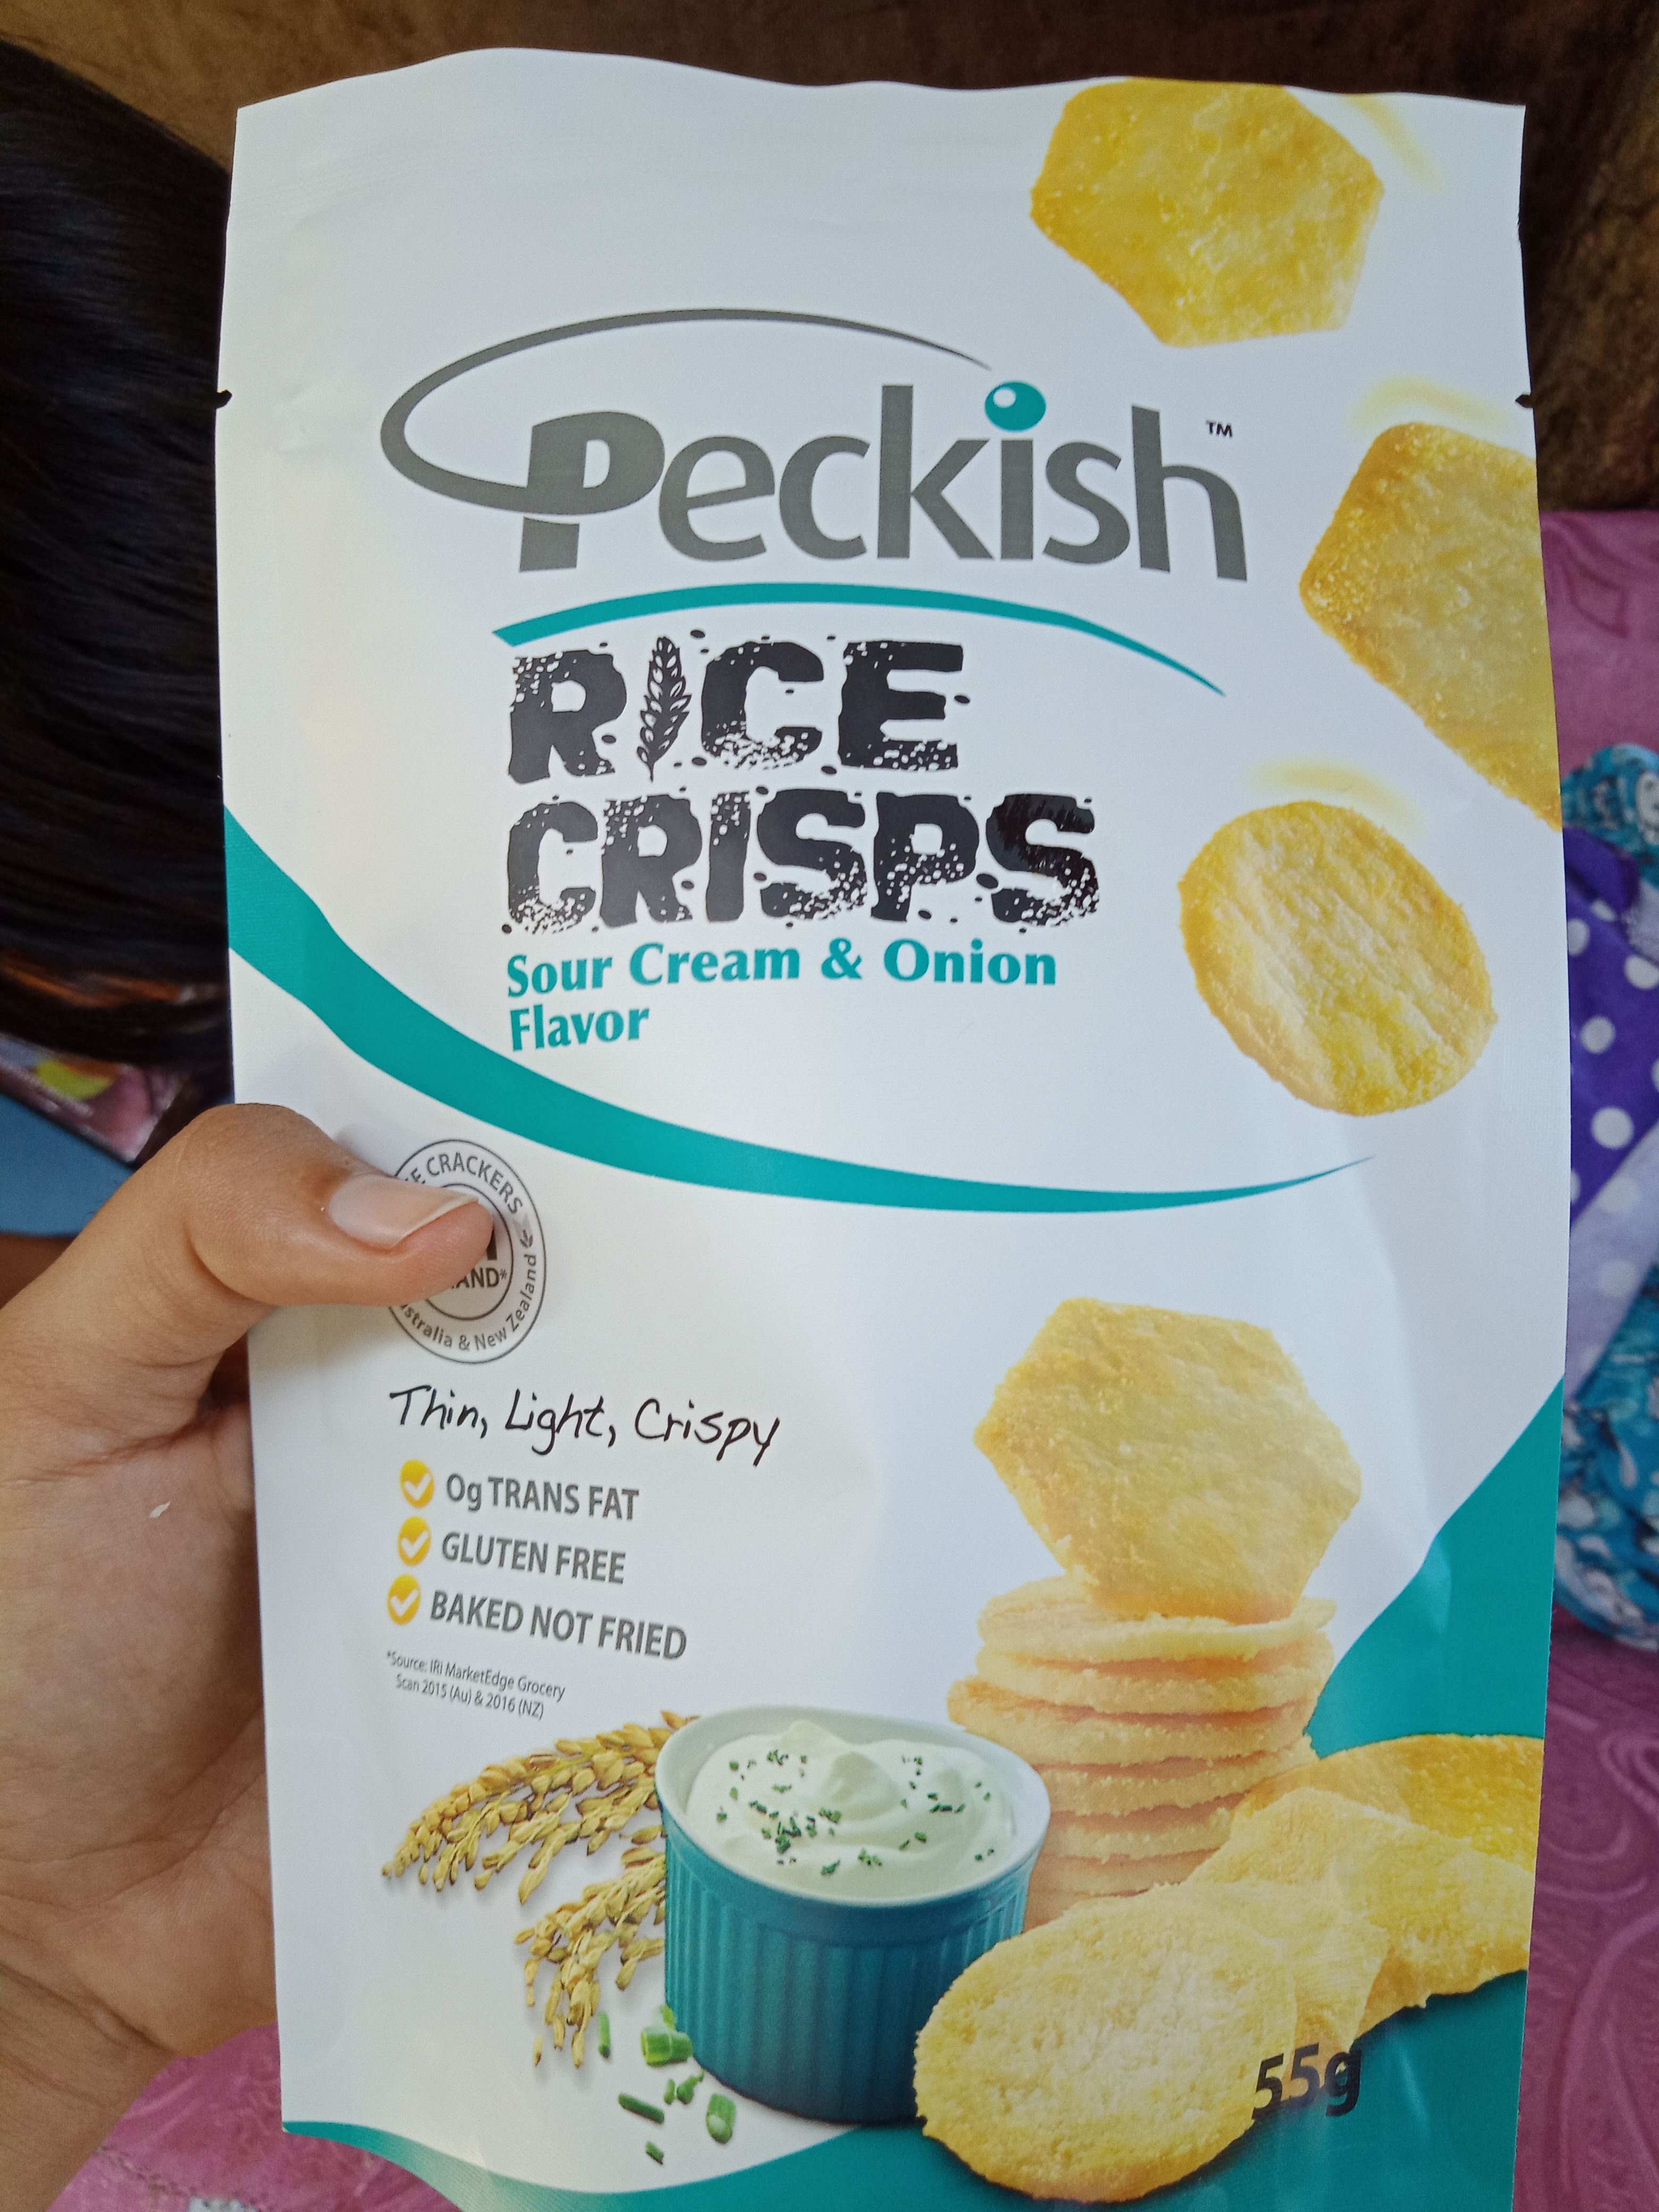 Peckish™
RICE
CRISPS
Sour Cream & Onion
Flavor
CRACKERS
& New Zealand
Thin, Light, Crispy
0g TRANS FAT
GLUTEN FREE
BAKED NOT FRIED
*Source: IRi MarketEdge Grocery
Scan 2015 (Au) & 2016 (NZ)
55g